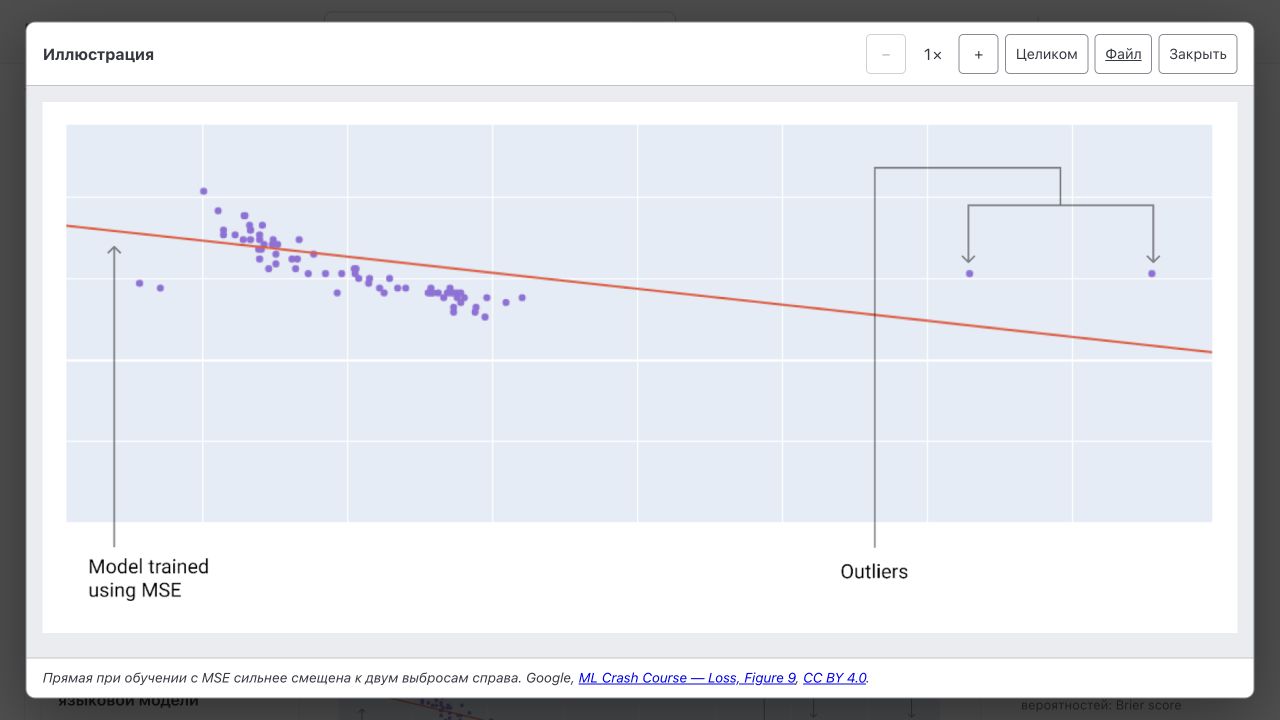 Иллюстрация
−
1×
+
Целиком
Файл
Закрыть
Model trained
using MSE
Outliers
Прямая при обучении с MSE сильнее смещена к двум выбросам справа. Google, ML Crash Course — Loss, Figure 9, CC BY 4.0.
языковой модели
вероятностей: Brier score